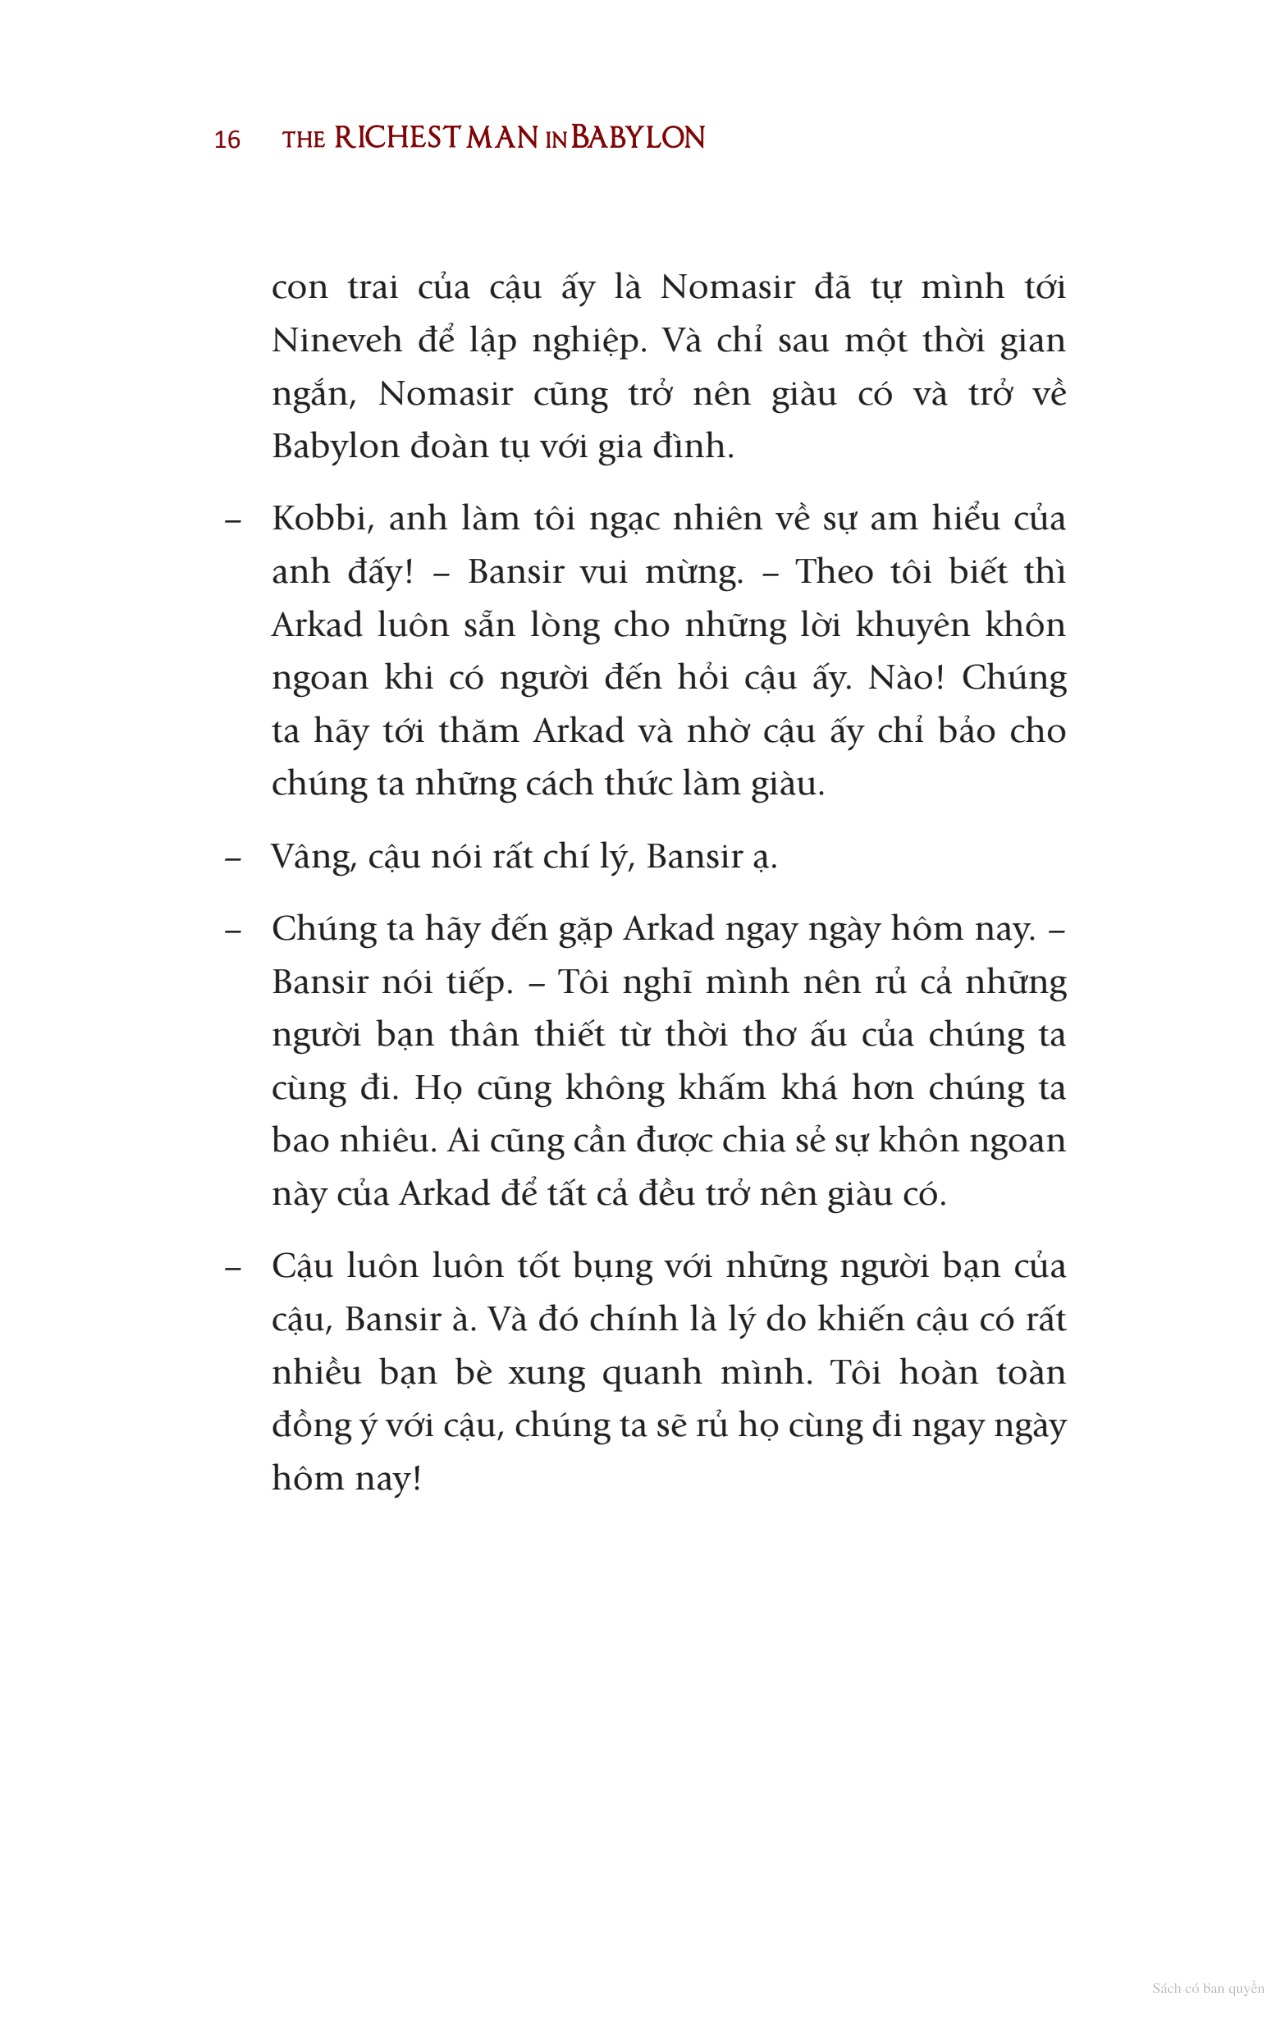 16 THE RICHEST MAN IN BABYLON
con trai của cậu ấy là Nomasir đã tự mình tới
Nineveh để lập nghiệp. Và chỉ sau một thời gian
ngắn, Nomasir cũng trở nên giàu có và trở về
Babylon đoàn tụ với gia đình.
– Kobbi, anh làm tôi ngạc nhiên về sự am hiểu của
anh đấy! – Bansir vui mừng. – Theo tôi biết thì
Arkad luôn sẵn lòng cho những lời khuyên khôn
ngoan khi có người đến hỏi cậu ấy. Nào! Chúng
ta hãy tới thăm Arkad và nhờ cậu ấy chỉ bảo cho
chúng ta những cách thức làm giàu.
– Vâng, cậu nói rất chí lý, Bansir ạ.
– Chúng ta hãy đến gặp Arkad ngay ngày hôm nay. –
Bansir nói tiếp. – Tôi nghĩ mình nên rủ cả những
người bạn thân thiết từ thời thơ ấu của chúng ta
cùng đi. Họ cũng không khấm khá hơn chúng ta
bao nhiêu. Ai cũng cần được chia sẻ sự khôn ngoan
này của Arkad để tất cả đều trở nên giàu có.
– Cậu luôn luôn tốt bụng với những người bạn của
cậu, Bansir à. Và đó chính là lý do khiến cậu có rất
nhiều bạn bè xung quanh mình. Tôi hoàn toàn
đồng ý với cậu, chúng ta sẽ rủ họ cùng đi ngay ngày
hôm nay!
Sách có bản quyền